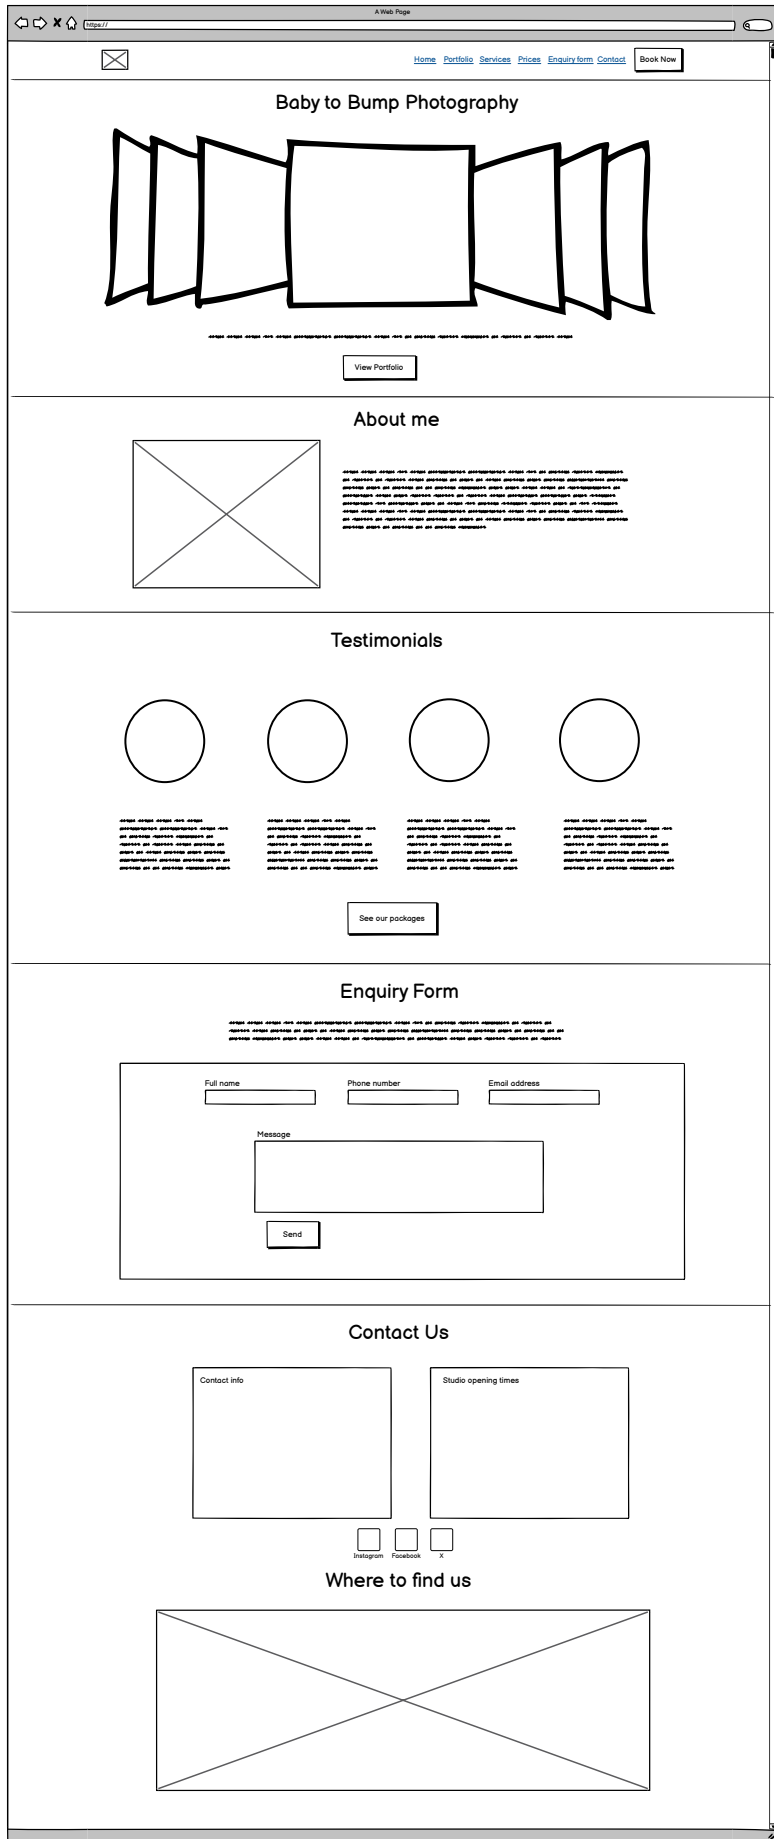 A Web Page
https://
Home Portfolio Services Prices Enquiry form Contact Book Now
Baby to Bump Photography
View Portfolio
About me
Testimonials
See our packages
Enquiry Form
Full name Phone number Email address
Message
Send
Contact Us
Contact info Studio opening times
Instagram Facebook X
Where to find us